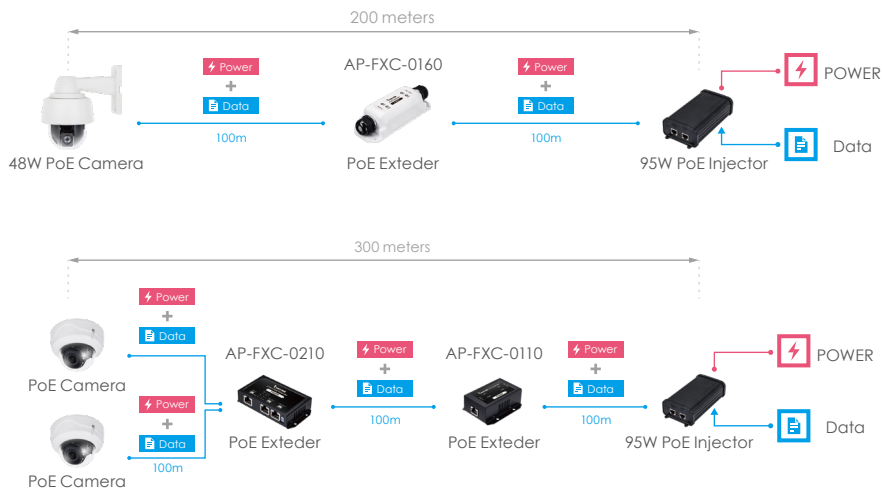 200 meters
Power
+
Data
100m
AP-FXC-0160
Power
+
Data
100m
POWER
Data
48W PoE Camera
PoE Exteder
95W PoE Injector
300 meters
Power
+
Data
PoE Camera
Power
+
Data
100m
PoE Camera
AP-FXC-0210
PoE Exteder
Power
+
Data
100m
AP-FXC-0110
PoE Exteder
Power
+
Data
100m
95W PoE Injector
POWER
Data